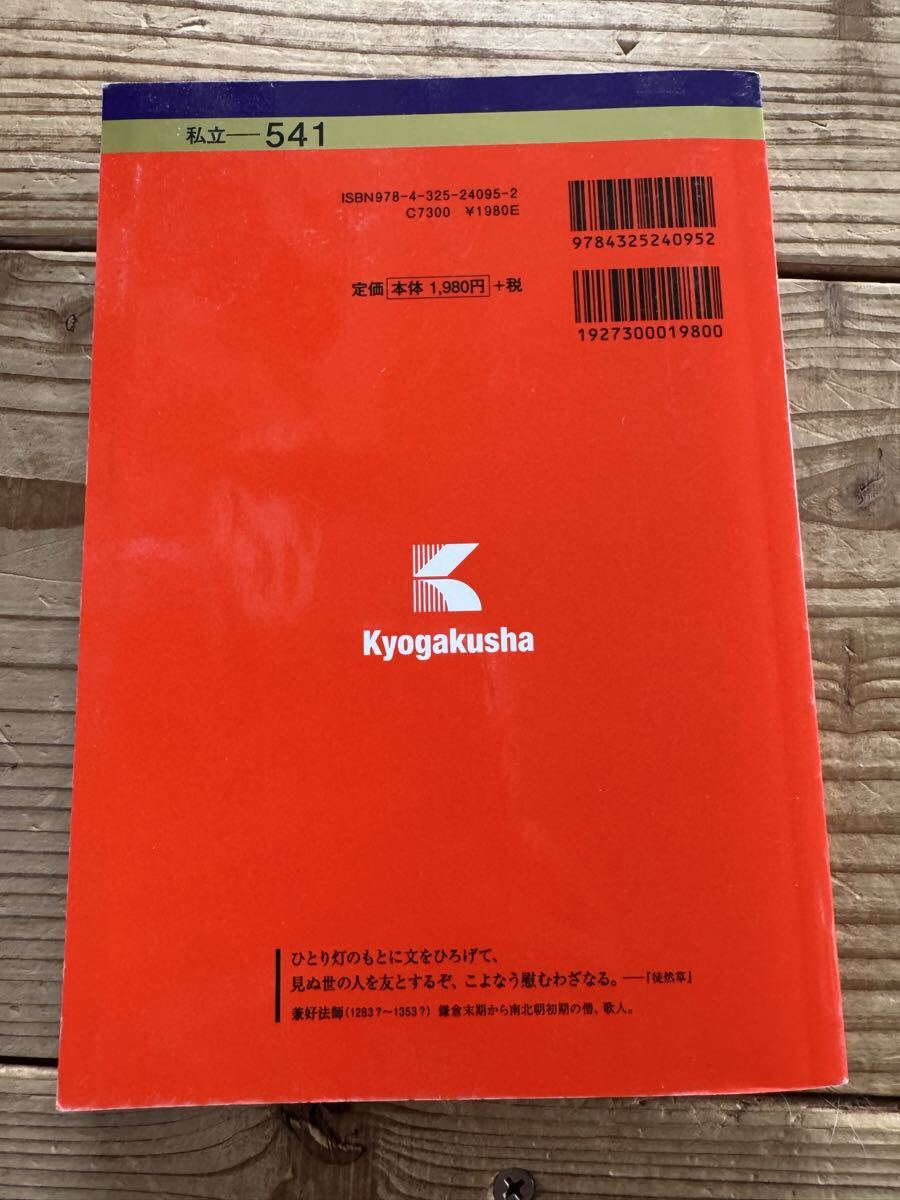 私立──541
ISBN978-4-325-24095-2
C7300 ¥1980E
9784325240952
定価 本体 1,980円 +税
1927300019800
Kyogakusha
ひとり灯のもとに文をひろげて、
見ぬ世の人を友とするぞ、こよなう慰むわざなる。──『徒然草』
兼好法師(1283?~1353?) 鎌倉末期から南北朝初期の僧、歌人。